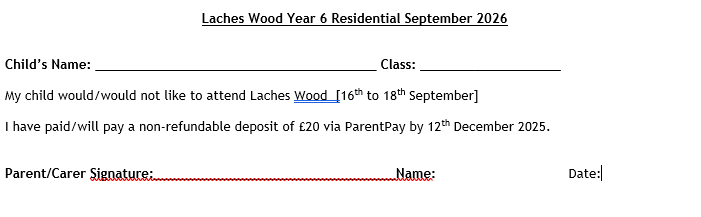 Laches Wood Year 6 Residential September 2026
Child's Name: ________________________________________ Class: ____________________
My child would/would not like to attend Laches Wood [16th to 18th September]
I have paid/will pay a non-refundable deposit of £20 via ParentPay by 12th December 2025.
Parent/Carer Signature: Name: Date: